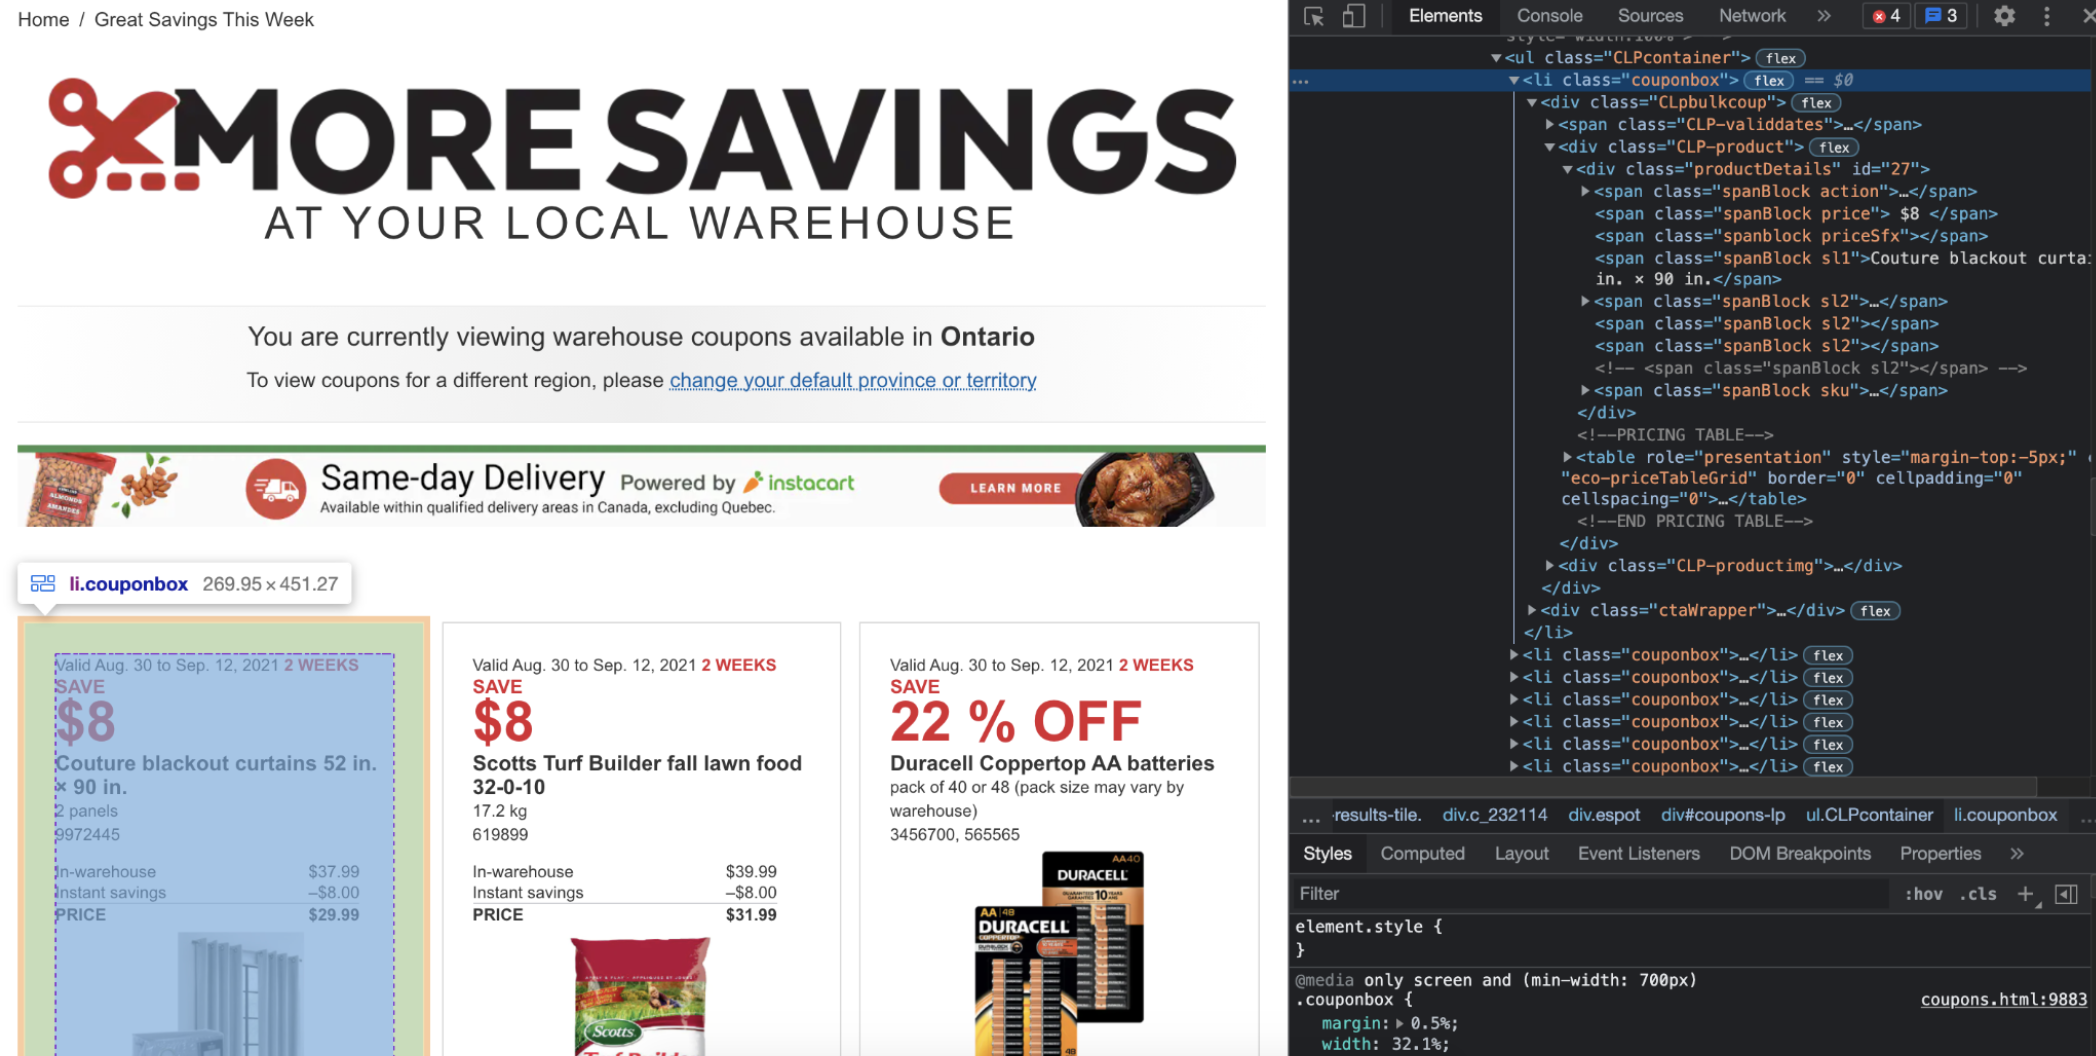 Home / Great Savings This Week
MORE SAVINGS
AT YOUR LOCAL WAREHOUSE
You are currently viewing warehouse coupons available in Ontario
To view coupons for a different region, please change your default province or territory
ALMONDS
AMANDES
Same-day Delivery Powered by instacart
Available within qualified delivery areas in Canada, excluding Quebec.
LEARN MORE
li.couponbox 269.95 × 451.27
Valid Aug. 30 to Sep. 12, 2021 2 WEEKS
SAVE
$8
Couture blackout curtains 52 in.
× 90 in.
2 panels
9972445
In-warehouse $37.99
Instant savings –$8.00
PRICE $29.99
Valid Aug. 30 to Sep. 12, 2021 2 WEEKS
SAVE
$8
Scotts Turf Builder fall lawn food
32-0-10
17.2 kg
619899
In-warehouse $39.99
Instant savings –$8.00
PRICE $31.99
Scotts
Valid Aug. 30 to Sep. 12, 2021 2 WEEKS
SAVE
22 % OFF
Duracell Coppertop AA batteries
pack of 40 or 48 (pack size may vary by
warehouse)
3456700, 565565
AA40
DURACELL
GUARANTEED 10 YEARS
AA 48
DURACELL
COPPERTOP
48
Elements Console Sources Network » 4 3
style="width:100%">
▼<ul class="CLPcontainer"> flex
… ▼<li class="couponbox"> flex == $0
▼<div class="CLpbulkcoup"> flex
▶<span class="CLP-validdates">…</span>
▼<div class="CLP-product"> flex
▼<div class="productDetails" id="27">
▶<span class="spanBlock action">…</span>
<span class="spanBlock price"> $8 </span>
<span class="spanblock priceSfx"></span>
<span class="spanBlock sl1">Couture blackout curta
in. × 90 in.</span>
▶<span class="spanBlock sl2">…</span>
<span class="spanBlock sl2"></span>
<span class="spanBlock sl2"></span>
<!-- <span class="spanBlock sl2"></span> -->
▶<span class="spanBlock sku">…</span>
</div>
<!--PRICING TABLE-->
▶<table role="presentation" style="margin-top:-5px;"
"eco-priceTableGrid" border="0" cellpadding="0"
cellspacing="0">…</table>
<!--END PRICING TABLE-->
</div>
▶<div class="CLP-productimg">…</div>
</div>
▶<div class="ctaWrapper">…</div> flex
</li>
▶<li class="couponbox">…</li> flex
▶<li class="couponbox">…</li> flex
▶<li class="couponbox">…</li> flex
▶<li class="couponbox">…</li> flex
▶<li class="couponbox">…</li> flex
▶<li class="couponbox">…</li> flex
… -results-tile. div.c_232114 div.espot div#coupons-lp ul.CLPcontainer li.couponbox …
Styles Computed Layout Event Listeners DOM Breakpoints Properties »
Filter :hov .cls +
element.style {
}
@media only screen and (min-width: 700px)
.couponbox { coupons.html:9883
margin: ▶ 0.5%;
width: 32.1%;